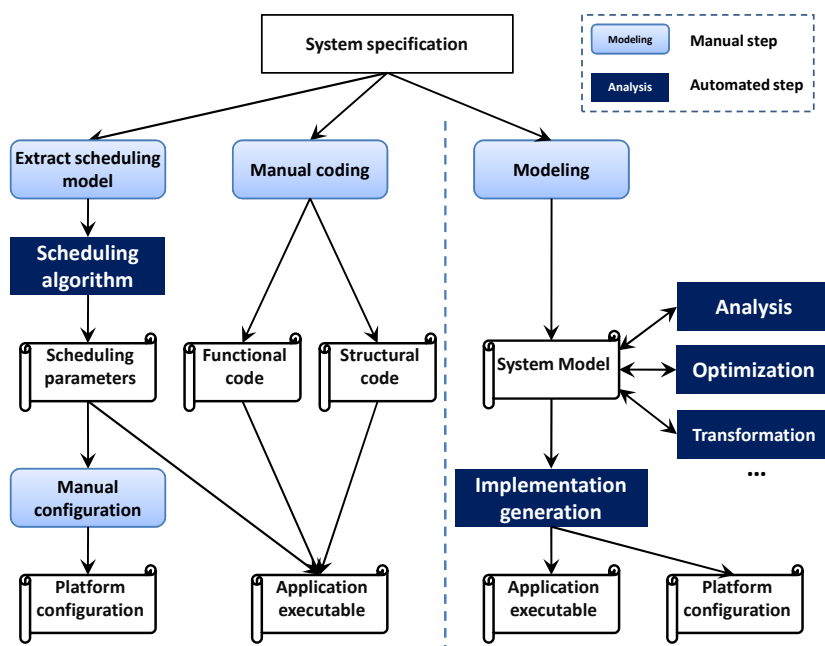 System specification
Modeling
Manual step
Analysis
Automated step
Extract scheduling
model
Manual coding
Modeling
Scheduling
algorithm
Analysis
Scheduling
parameters
Functional
code
Structural
code
System Model
Optimization
Transformation
...
Manual
configuration
Implementation
generation
Platform
configuration
Application
executable
Application
executable
Platform
configuration